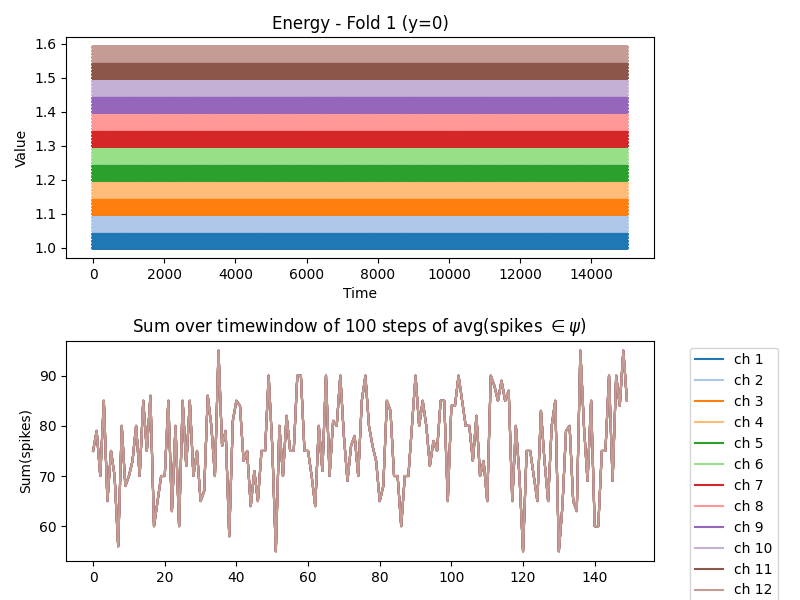 Energy - Fold 1 (y=0)
Value
1.6
1.5
1.4
1.3
1.2
1.1
1.0
0 2000 4000 6000 8000 10000 12000 14000
Time
Sum over timewindow of 100 steps of avg(spikes ∈ψ)
Sum(spikes)
90
80
70
60
0 20 40 60 80 100 120 140
ch 1
ch 2
ch 3
ch 4
ch 5
ch 6
ch 7
ch 8
ch 9
ch 10
ch 11
ch 12